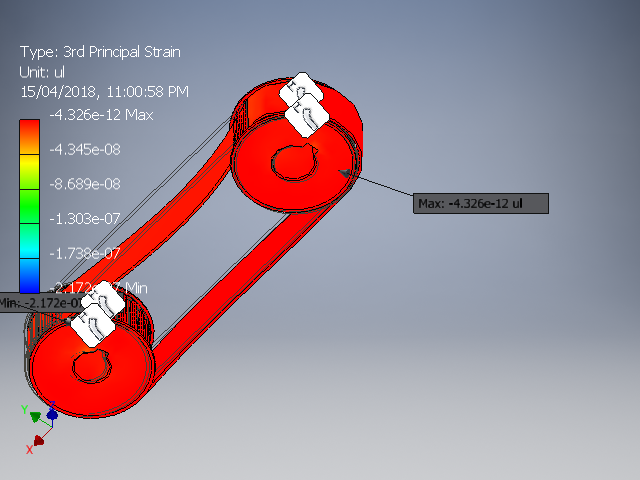 Type: 3rd Principal Strain
Unit: ul
15/04/2018, 11:00:58 PM
-4.326e-12 Max
-4.345e-08
-8.689e-08
-1.303e-07
Max: -4.326e-12 ul
-1.738e-07
-2.172e-07 Min
Min: -2.172e-07
Y
Z
X